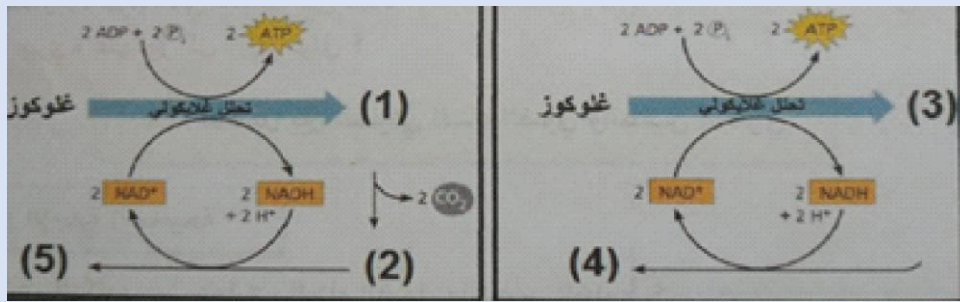 2 ADP + 2 Pᵢ
2 ATP
غلوكوز
تحلل غلايكولي
(1)
2 NAD⁺
2 NADH
+ 2 H⁺
2 CO₂
(5)
(2)
2 ADP + 2 Pᵢ
2 ATP
غلوكوز
تحلل غلايكولي
(3)
2 NAD⁺
2 NADH
+ 2 H⁺
(4)